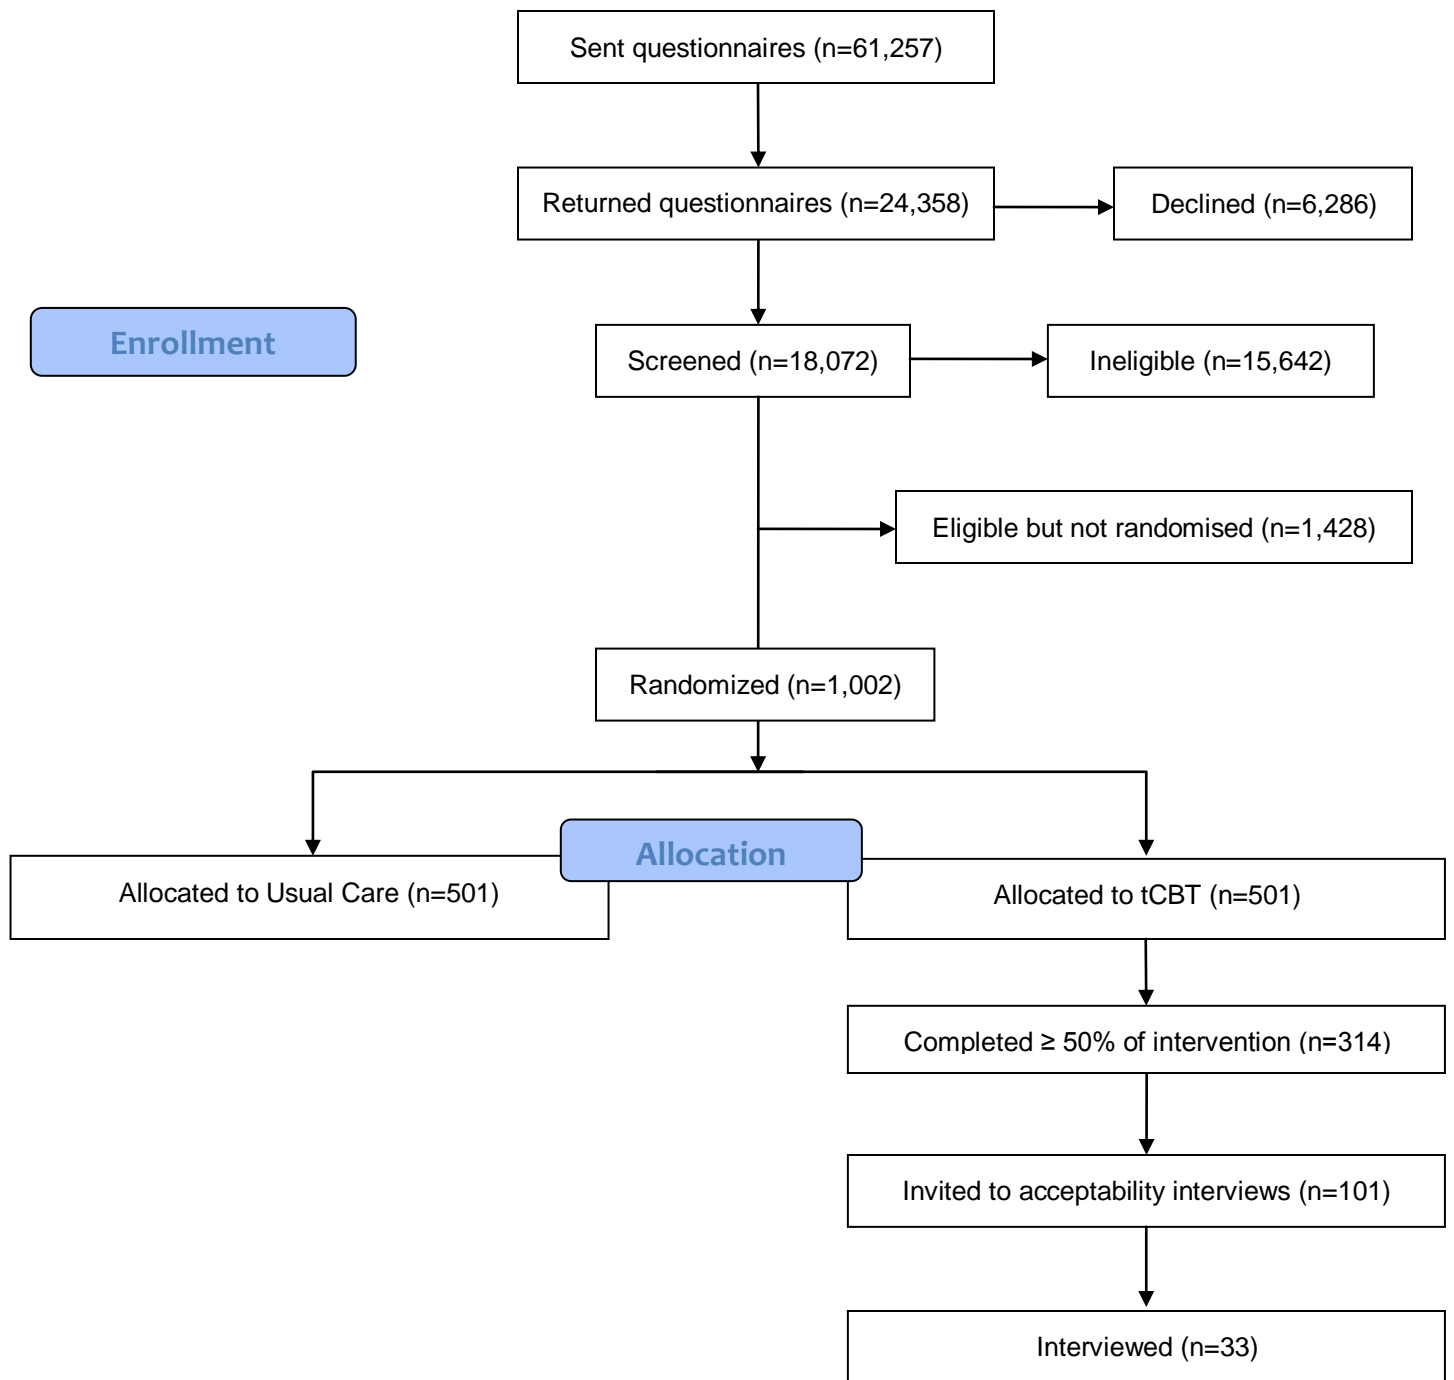 Sent questionnaires (n=61,257)
Returned questionnaires (n=24,358)
Declined (n=6,286)
Enrollment
Screened (n=18,072)
Ineligible (n=15,642)
Eligible but not randomised (n=1,428)
Randomized (n=1,002)
Allocation
Allocated to Usual Care (n=501)
Allocated to tCBT (n=501)
Completed ≥ 50% of intervention (n=314)
Invited to acceptability interviews (n=101)
Interviewed (n=33)